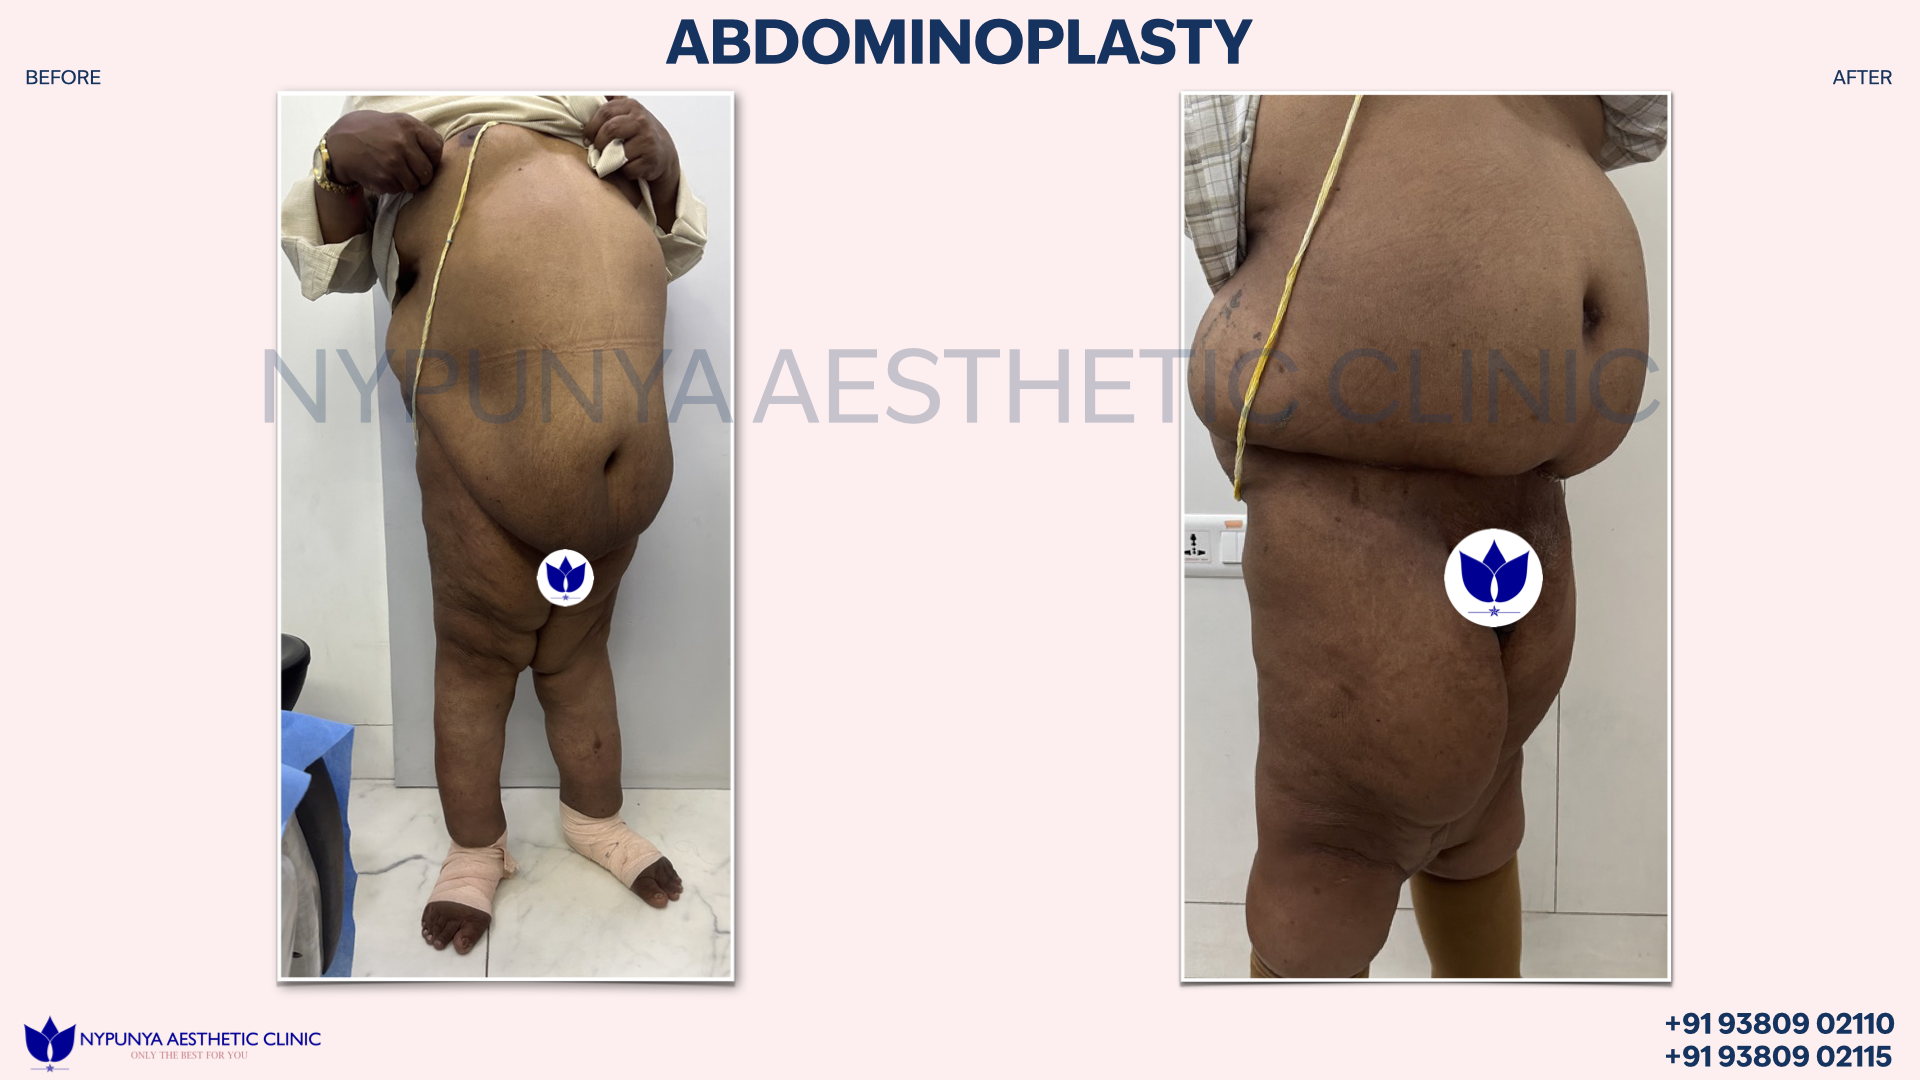 ABDOMINOPLASTY
BEFORE
AFTER
NYPUNYA AESTHETIC CLINIC
NYPUNYA AESTHETIC CLINIC
ONLY THE BEST FOR YOU
+91 93809 02110
+91 93809 02115